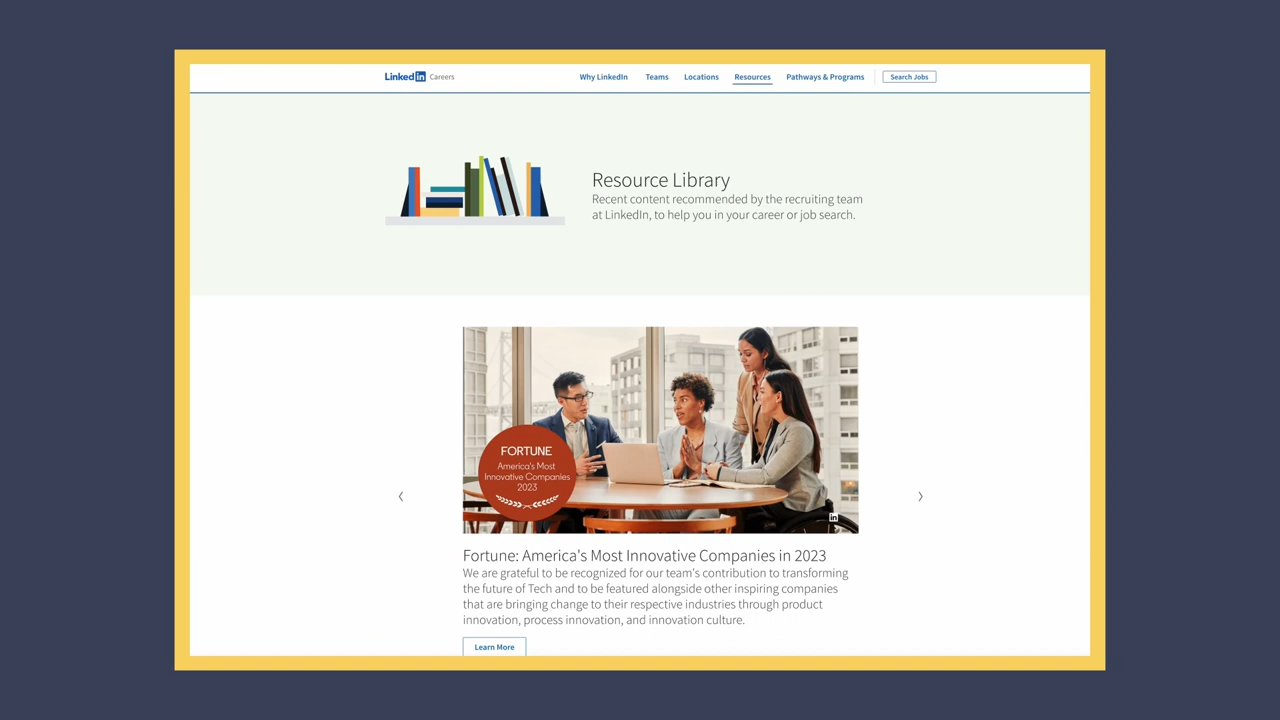 LinkedIn Careers
Why LinkedIn
Teams
Locations
Resources
Pathways & Programs
Search Jobs
Resource Library
Recent content recommended by the recruiting team
at LinkedIn, to help you in your career or job search.
FORTUNE
America's Most
Innovative Companies
2023
in
Fortune: America's Most Innovative Companies in 2023
We are grateful to be recognized for our team's contribution to transforming
the future of Tech and to be featured alongside other inspiring companies
that are bringing change to their respective industries through product
innovation, process innovation, and innovation culture.
Learn More